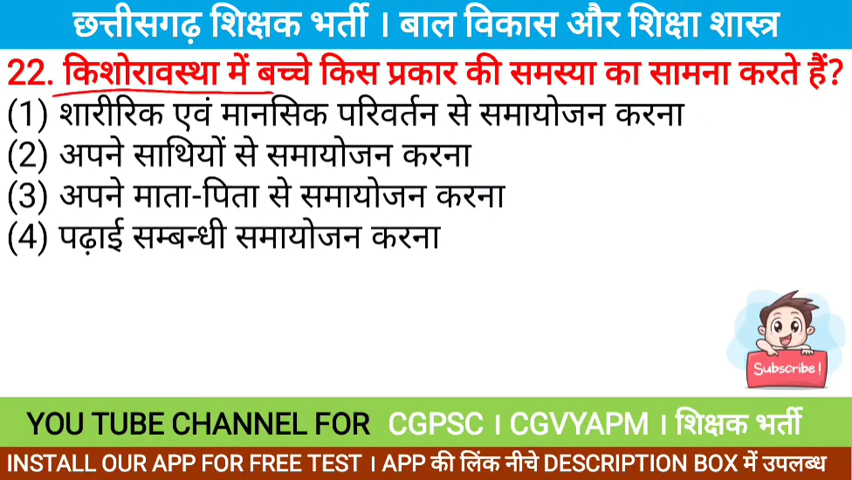 छत्तीसगढ़ शिक्षक भर्ती । बाल विकास और शिक्षा शास्त्र
22. किशोरावस्था में बच्चे किस प्रकार की समस्या का सामना करते हैं?
(1) शारीरिक एवं मानसिक परिवर्तन से समायोजन करना
(2) अपने साथियों से समायोजन करना
(3) अपने माता-पिता से समायोजन करना
(4) पढ़ाई सम्बन्धी समायोजन करना
Subscribe!
YOU TUBE CHANNEL FOR CGPSC । CGVYAPM । शिक्षक भर्ती
INSTALL OUR APP FOR FREE TEST । APP की लिंक नीचे DESCRIPTION BOX में उपलब्ध